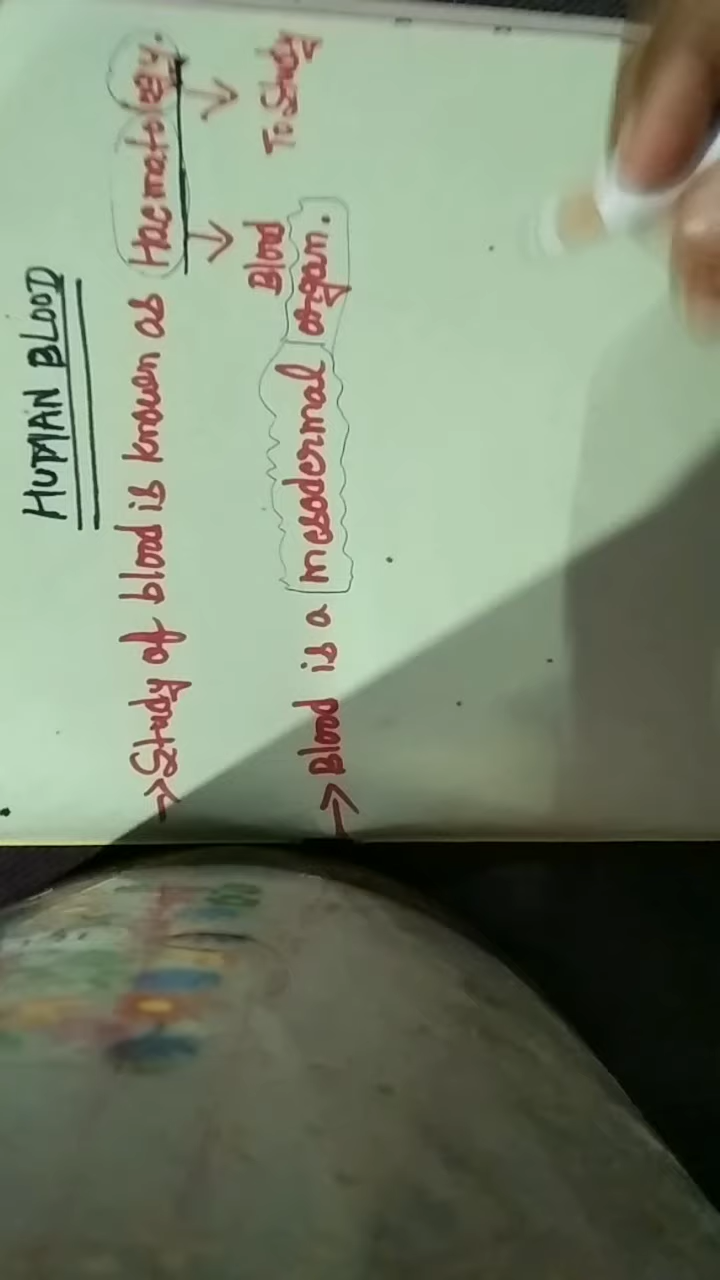 HUMAN BLOOD
→ Study of blood is known as Haematology.
Blood To Study
→ Blood is a mesodermal organ.